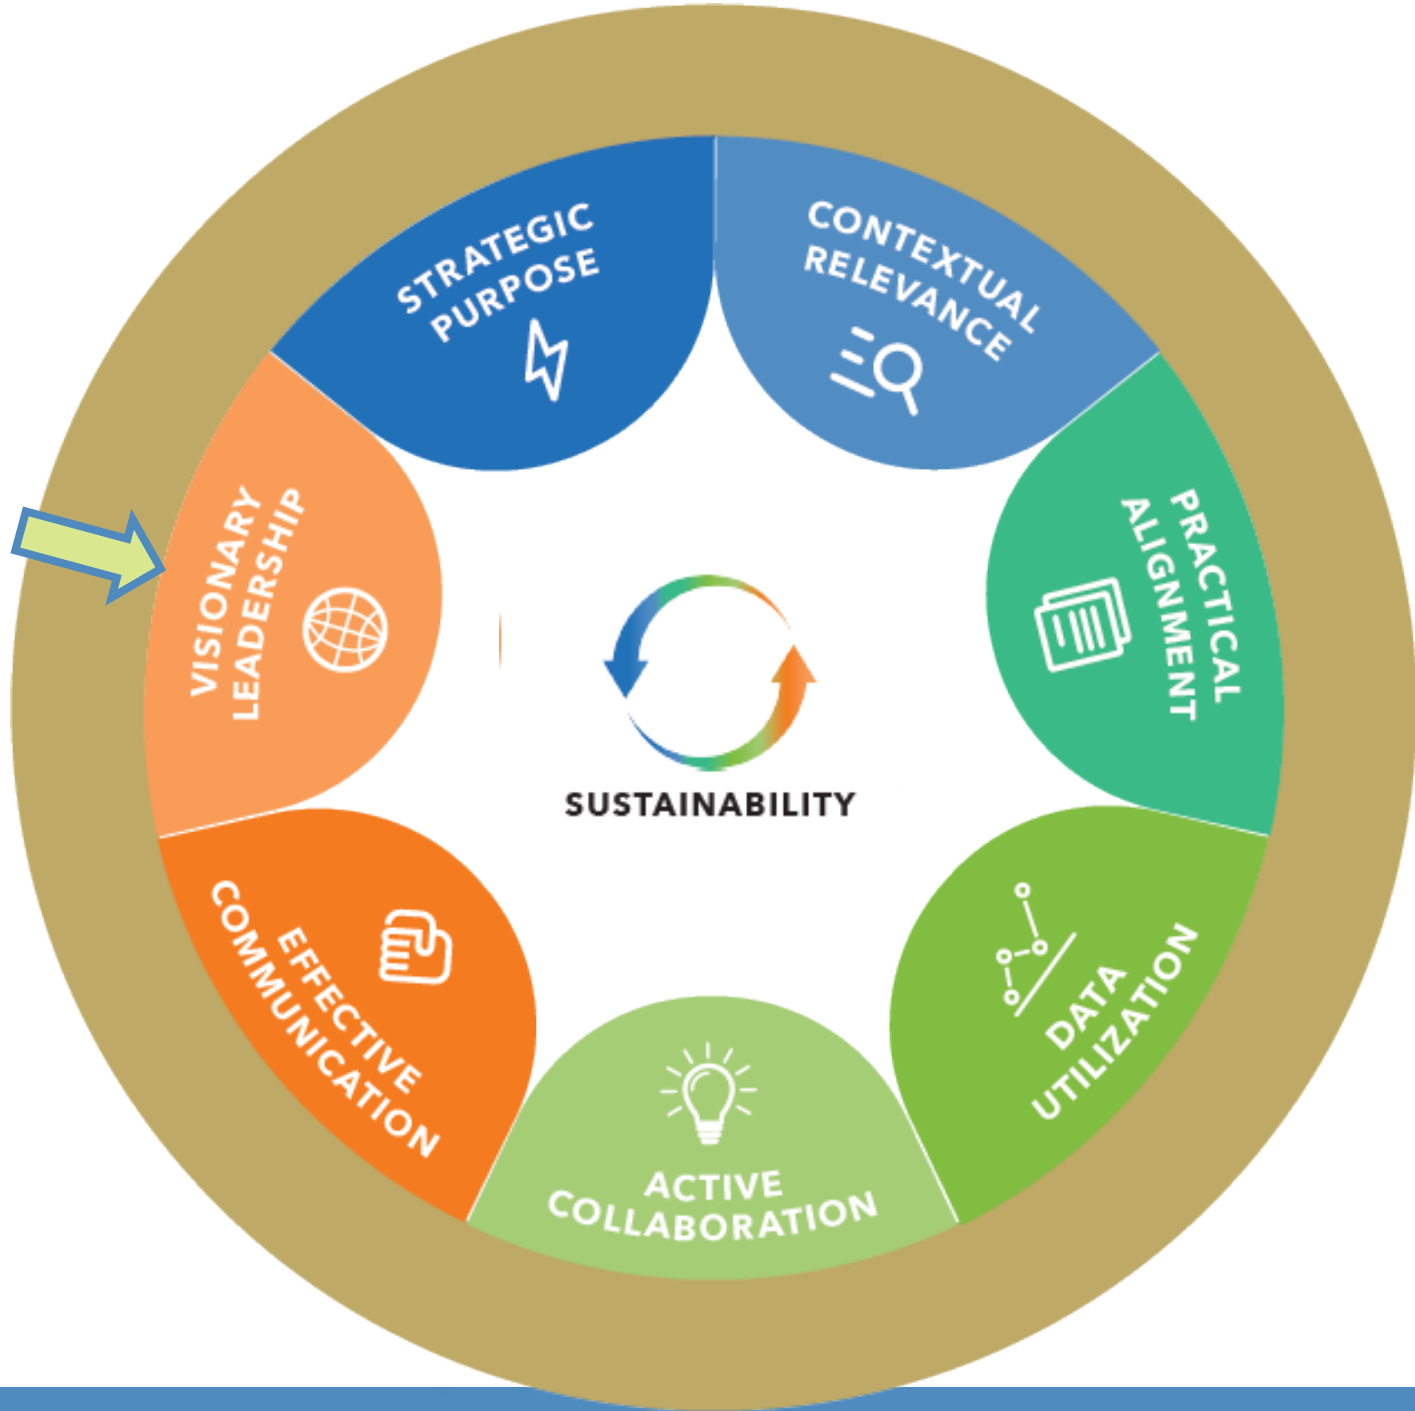 STRATEGIC
PURPOSE
CONTEXTUAL
RELEVANCE
PRACTICAL
ALIGNMENT
DATA
UTILIZATION
ACTIVE
COLLABORATION
EFFECTIVE
COMMUNICATION
VISIONARY
LEADERSHIP
SUSTAINABILITY